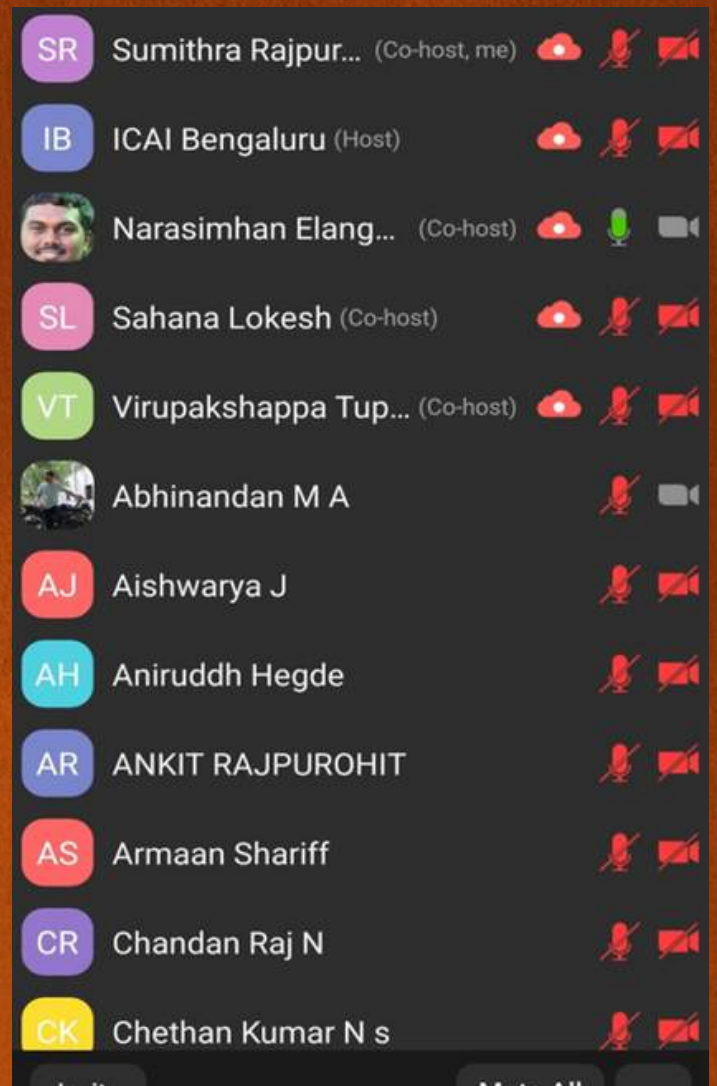 SR Sumithra Rajpur... (Co-host, me)
IB ICAI Bengaluru (Host)
Narasimhan Elang... (Co-host)
SL Sahana Lokesh (Co-host)
VT Virupakshappa Tup... (Co-host)
Abhinandan M A
AJ Aishwarya J
AH Aniruddh Hegde
AR ANKIT RAJPUROHIT
AS Armaan Shariff
CR Chandan Raj N
CK Chethan Kumar N s